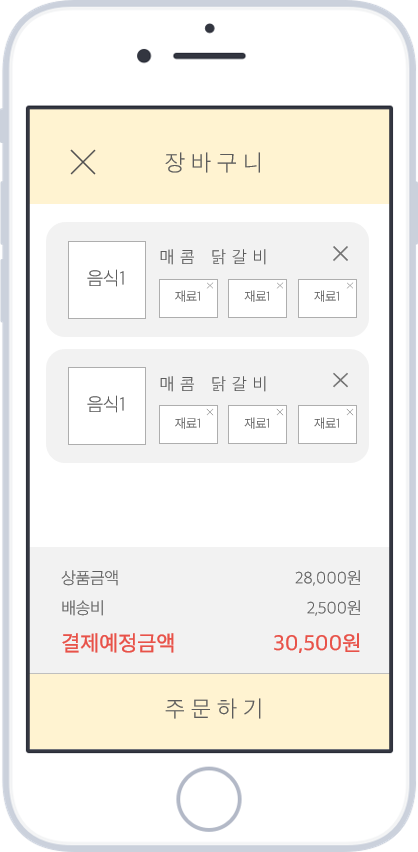 장바구니
음식1
매콤 닭갈비
재료1 재료1 재료1
음식1
매콤 닭갈비
재료1 재료1 재료1
상품금액 28,000원
배송비 2,500원
결제예정금액 30,500원
주문하기